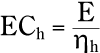 EC_h = E / η_h